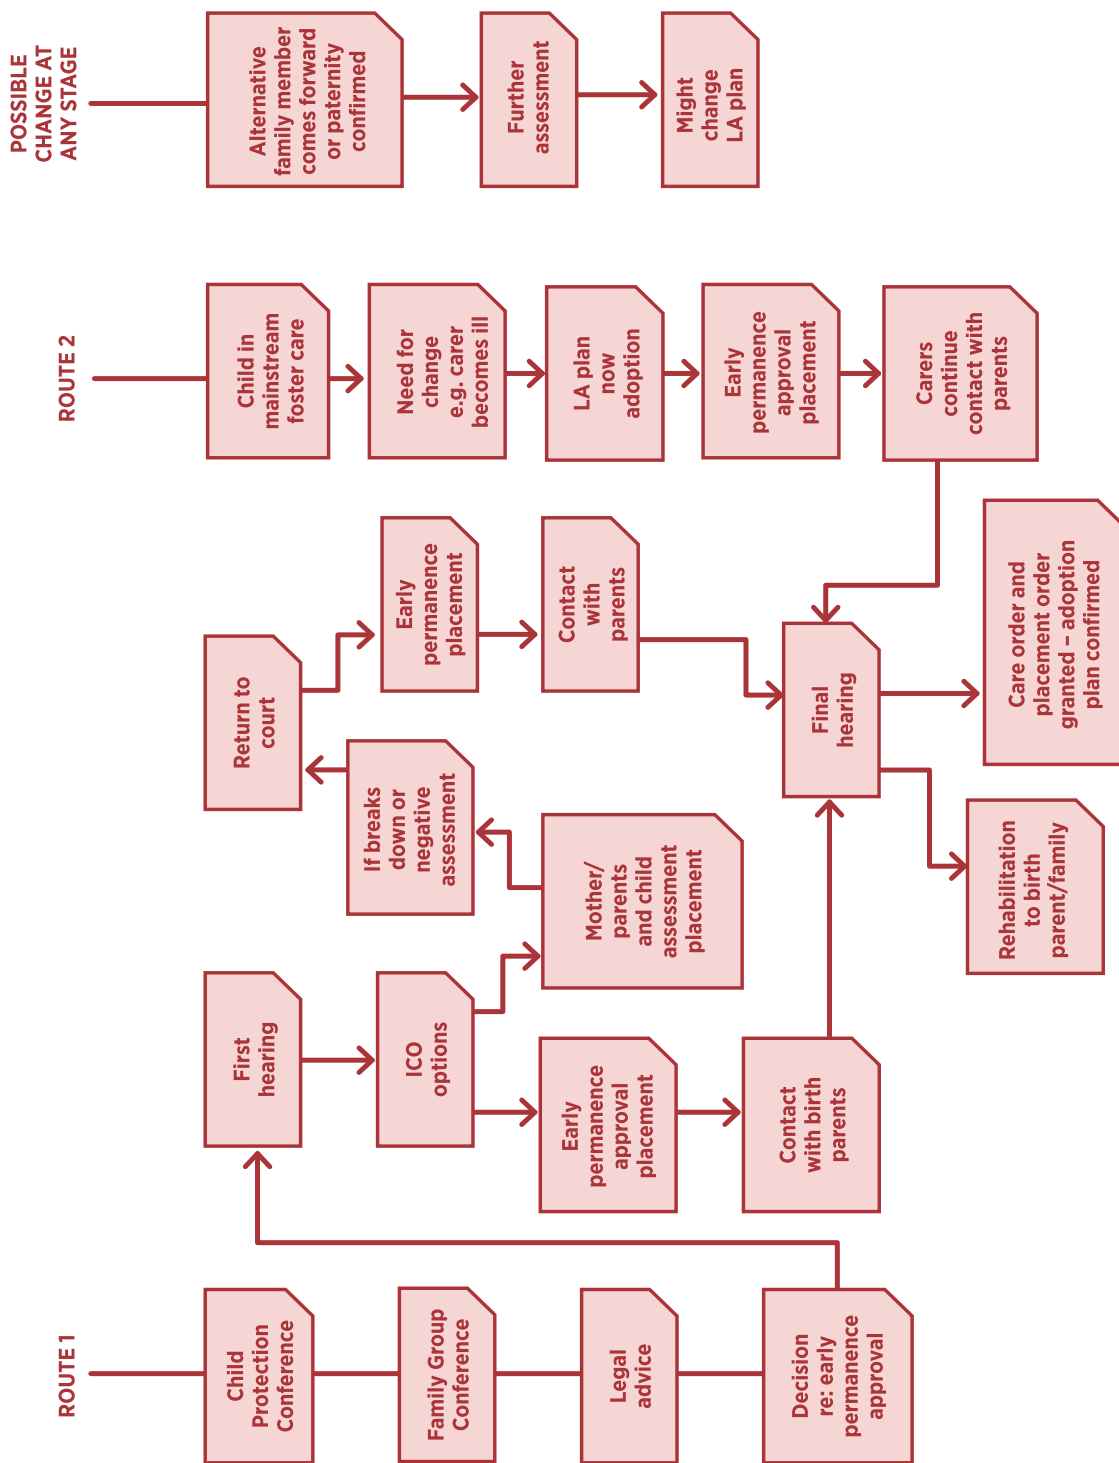 ROUTE 1
Child
Protection
Conference
Family Group
Conference
Legal
advice
Decision
re: early
permanence
approval
First
hearing
ICO
options
Early
permanence
approval
placement
Contact
with birth
parents
Mother/
parents
and child
assessment
placement
If breaks
down or
negative
assessment
Return to
court
Early
permanence
placement
Contact
with
parents
Final
hearing
Rehabilitation
to birth
parent/family
Care order and
placement order
granted – adoption
plan confirmed
ROUTE 2
Child in
mainstream
foster care
Need for
change
e.g. carer
becomes ill
LA plan
now
adoption
Early
permanence
approval
placement
Carers
continue
contact with
parents
POSSIBLE
CHANGE AT
ANY STAGE
Alternative
family member
comes forward
or paternity
confirmed
Further
assessment
Might
change
LA plan